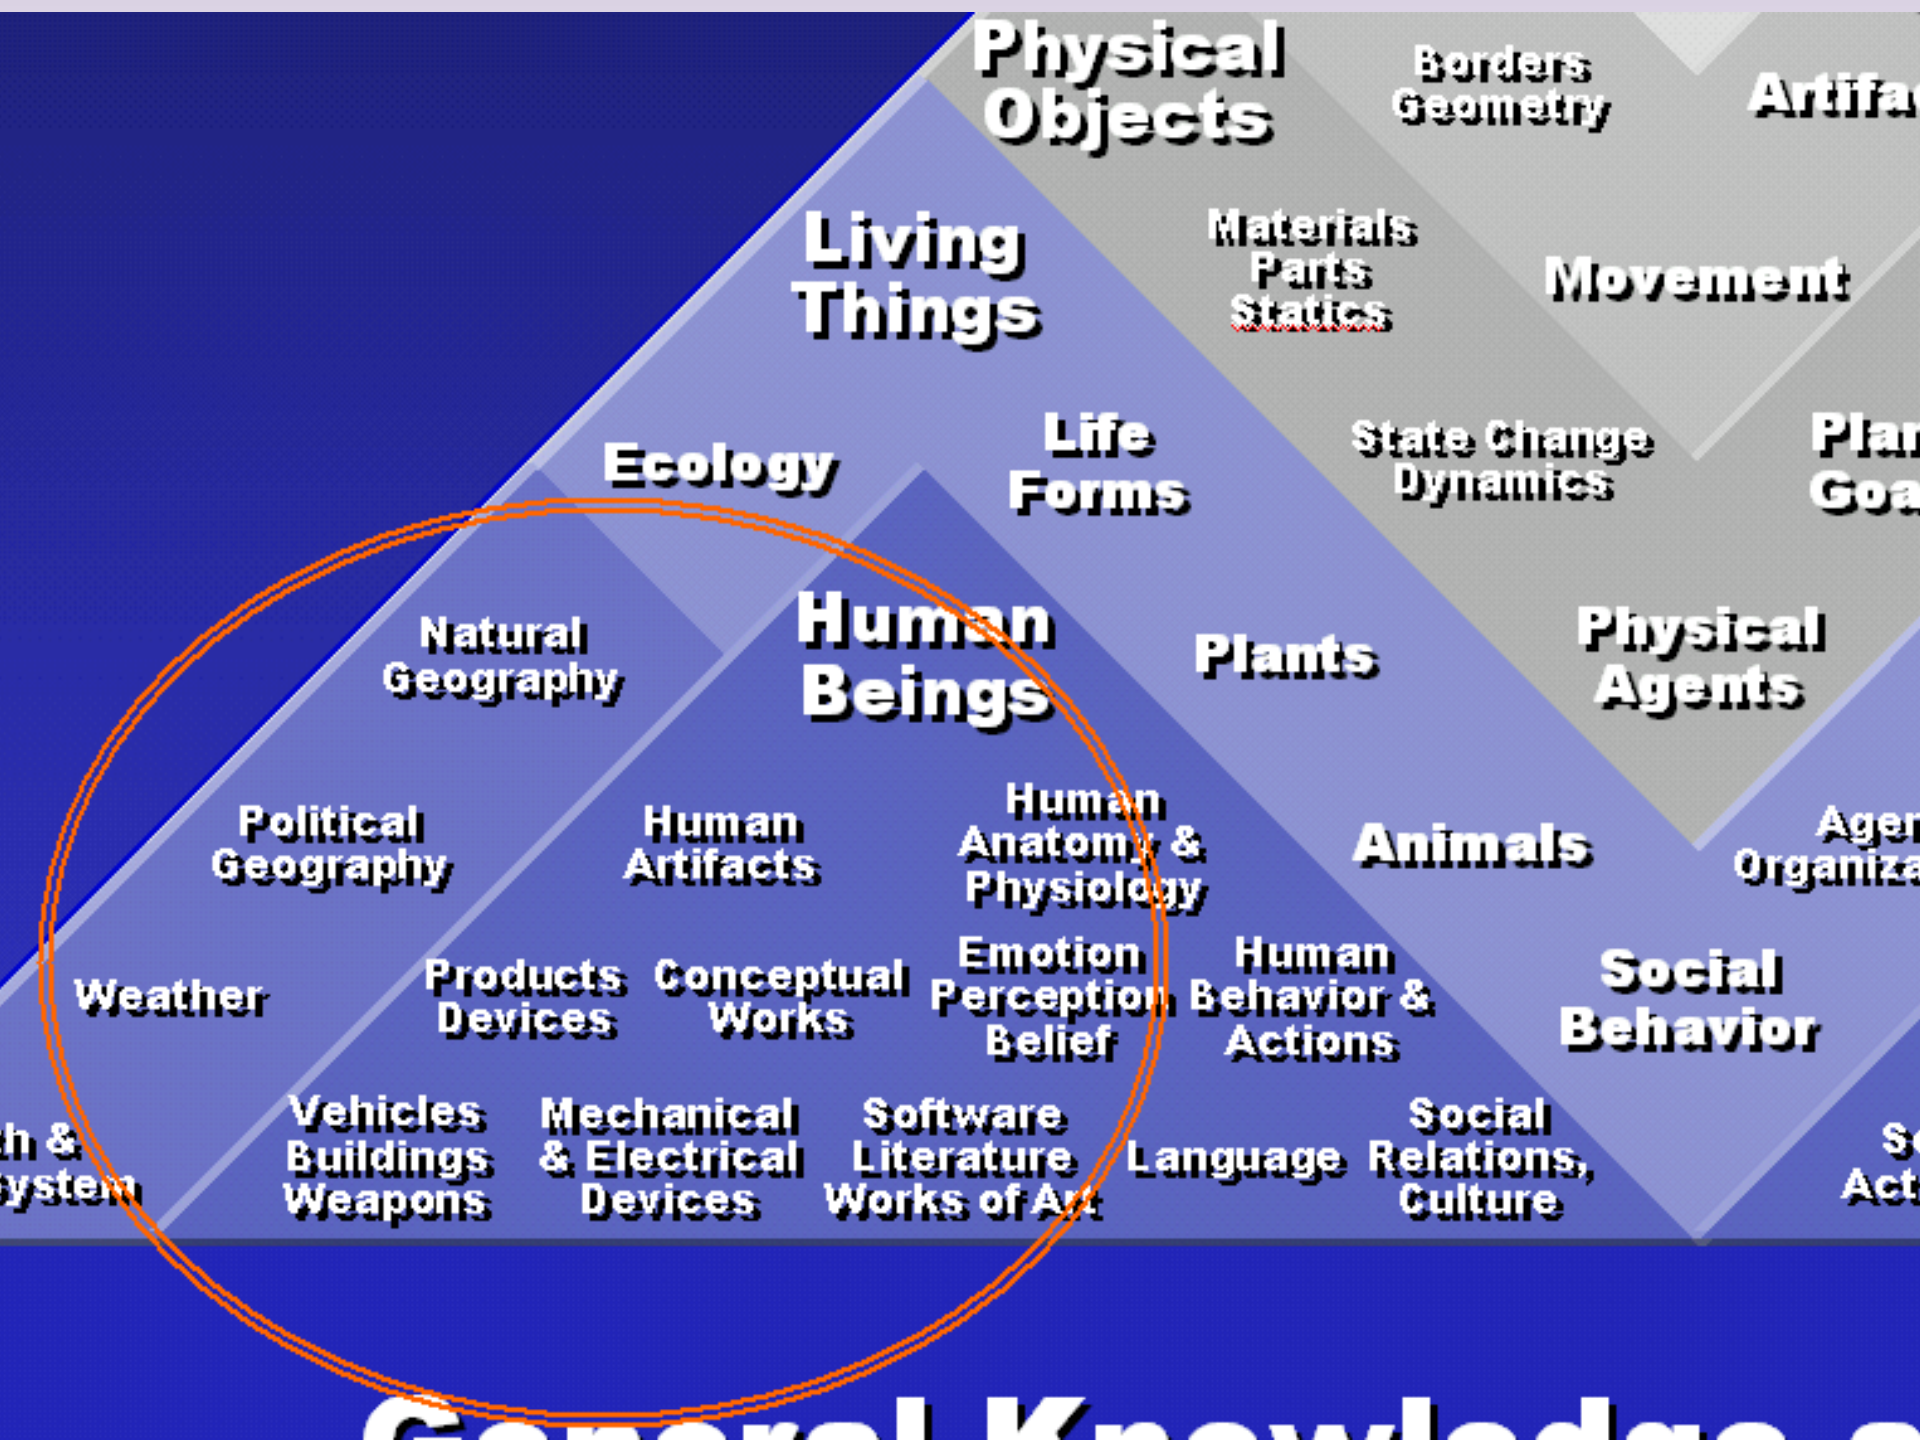 Physical
Objects
Borders
Geometry
Living
Things
Materials
Parts
Statics
Movement
Ecology
Life
Forms
State Change
Dynamics
Natural
Geography
Human
Beings
Plants
Physical
Agents
Political
Geography
Human
Artifacts
Human
Anatomy &
Physiology
Animals
Weather
Products
Devices
Conceptual
Works
Emotion
Perception
Belief
Human
Behavior &
Actions
Social
Behavior
Vehicles
Buildings
Weapons
Mechanical
& Electrical
Devices
Software
Literature
Works of Art
Language
Social
Relations,
Culture
General Knowledge